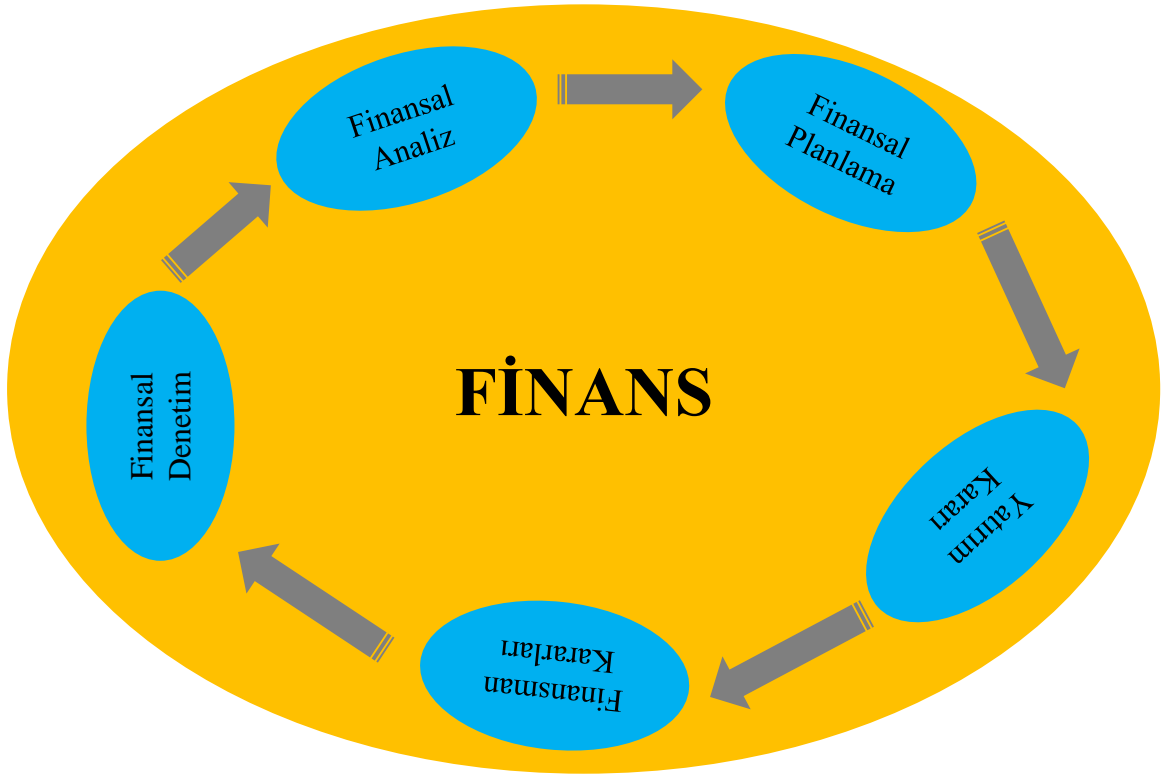 Finansal
Analiz
Finansal
Planlama
Yatırım
Kararı
Finansman
Kararları
Finansal
Denetim
FİNANS